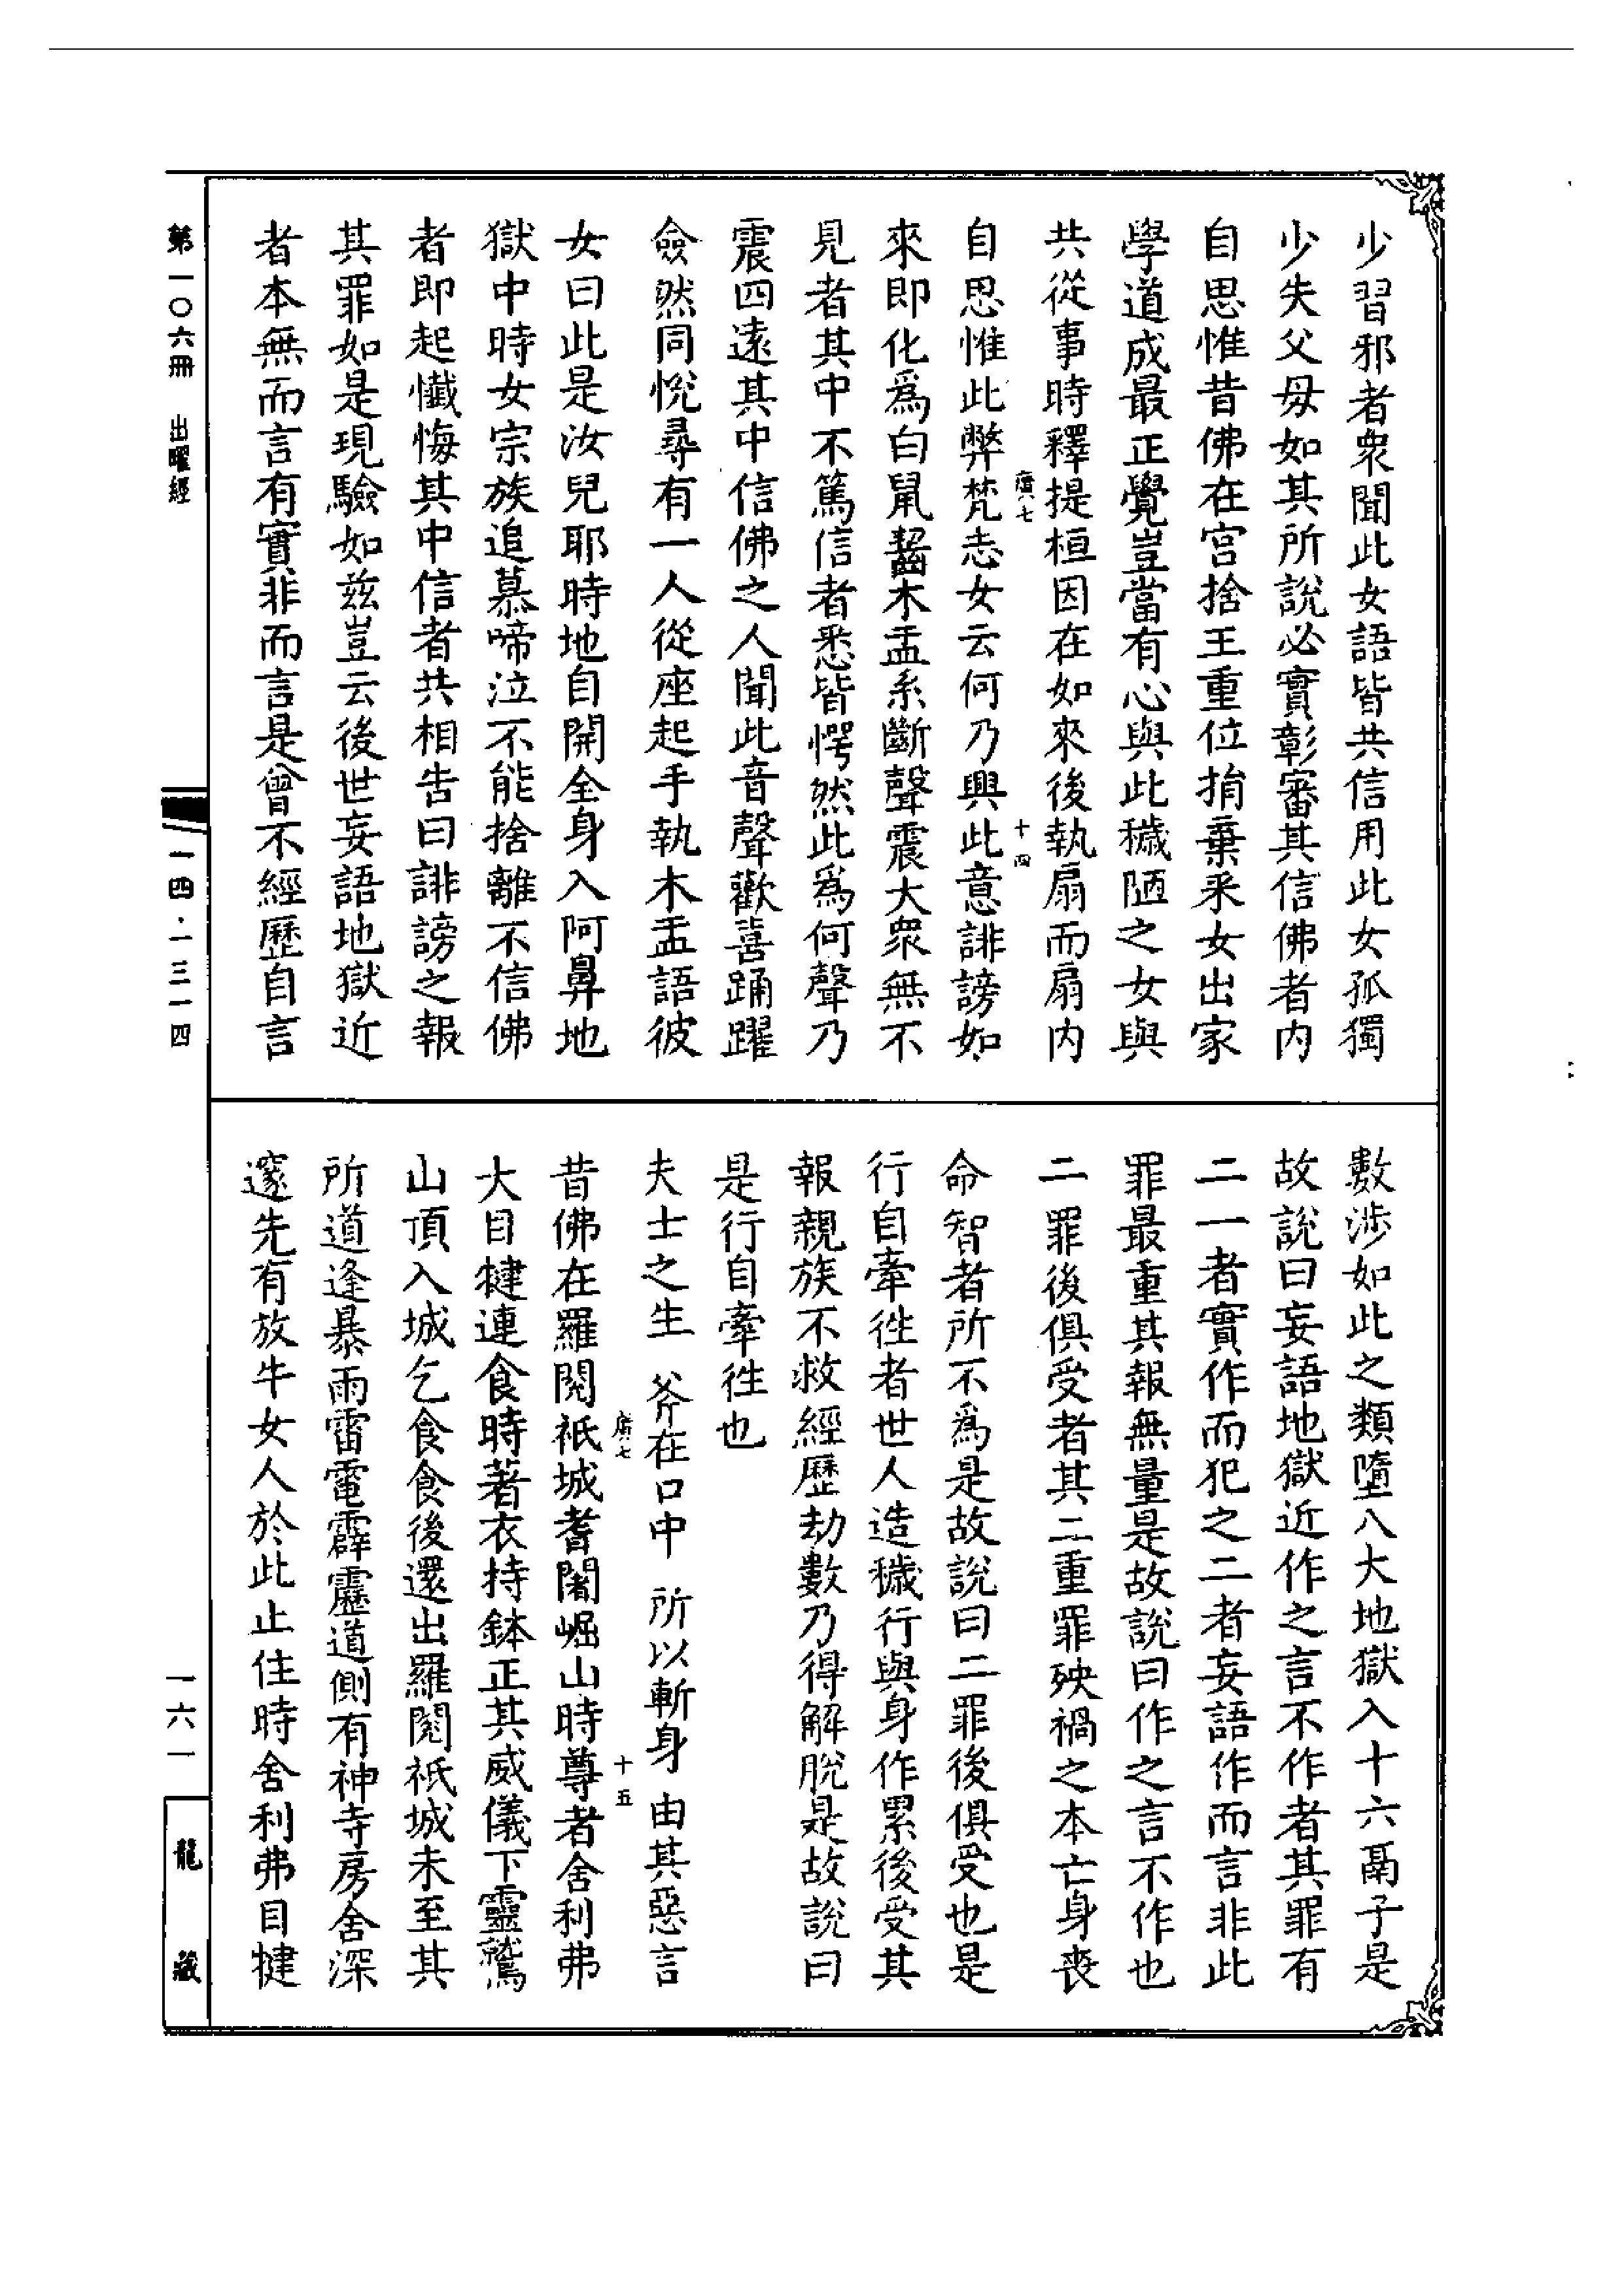 少習邪者衆聞此女語皆共信用此女孤獨
少失父母如其所說必實彰審其信佛者內
自思惟昔佛在宮捨王重位捐棄釆女出家
學道成最正覺豈當有心與此穢陋之女與
共從事時釋提桓因在如來後執扇而扇內
廣七
十四
自思惟此弊梵志女云何乃興此意誹謗如
來即化爲白鼠齧木盂系斷聲震大衆無不
見者其中不篤信者悉皆愕然此爲何聲乃
震四遠其中信佛之人聞此音聲歡喜踊躍
僉然同悅尋有一人從座起手執木盂語彼
女曰此是汝兒耶時地自開全身入阿鼻地
獄中時女宗族追慕啼泣不能捨離不信佛
者即起懺悔其中信者共相告曰誹謗之報
其罪如是現驗如茲豈云後世妄語地獄近
者本無而言有實非而言是曾不經歷自言
數涉如此之類墮八大地獄入十六鬲子是
故說曰妄語地獄近作之言不作者其罪有
二一者實作而犯之二者妄語作而言非此
罪最重其報無量是故說曰作之言不作也
二罪後俱受者其二重罪殃禍之本亡身喪
命智者所不爲是故說曰二罪後俱受也是
行自牽徃者世人造穢行與身作累後受其
報親族不救經歷劫數乃得解脫是故說曰
是行自牽徃也
夫士之生 斧在口中 所以斬身 由其惡言
廣七
十五
昔佛在羅閱祇城耆闍崛山時尊者舍利弗
大目犍連食時著衣持鉢正其威儀下靈鷲
山頂入城乞食食後還出羅閱祇城未至其
所道逢暴雨雷電霹靂道側有神寺房舍深
邃先有放牛女人於此止住時舍利弗目犍
第一〇六冊 出曜經
一四·一三一四
一六一
龍藏